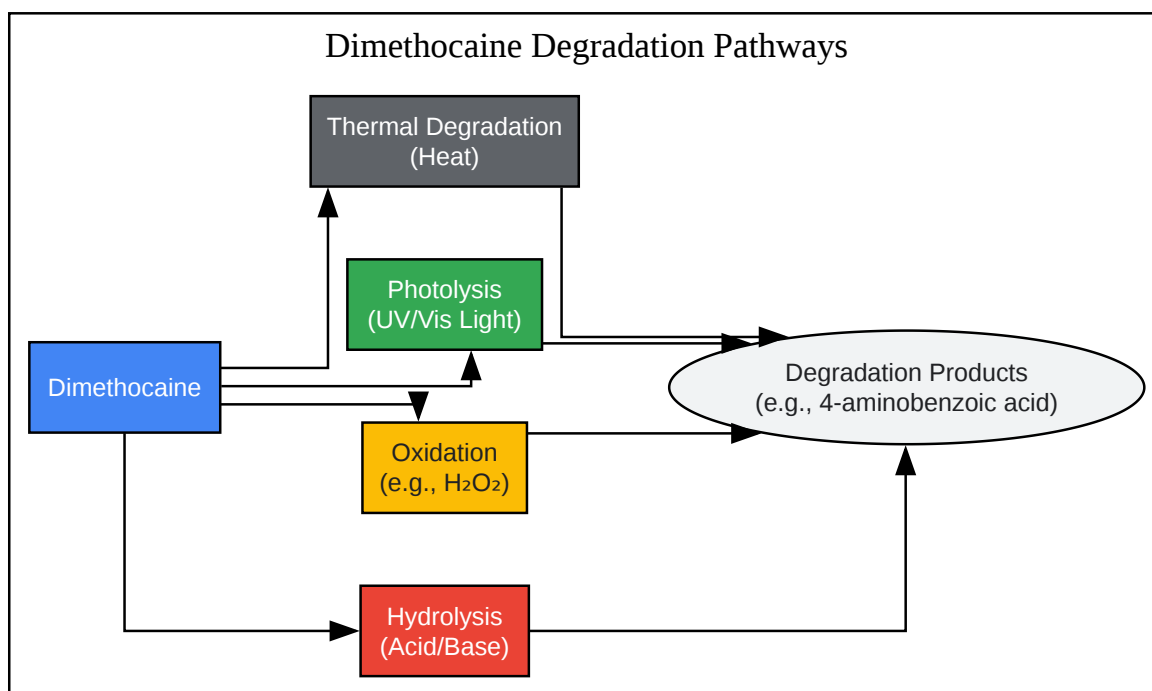 Dimethocaine Degradation Pathways
Thermal Degradation
(Heat)
Photolysis
(UV/Vis Light)
Dimethocaine
Degradation Products
(e.g., 4-aminobenzoic acid)
Oxidation
(e.g., H₂O₂)
Hydrolysis
(Acid/Base)